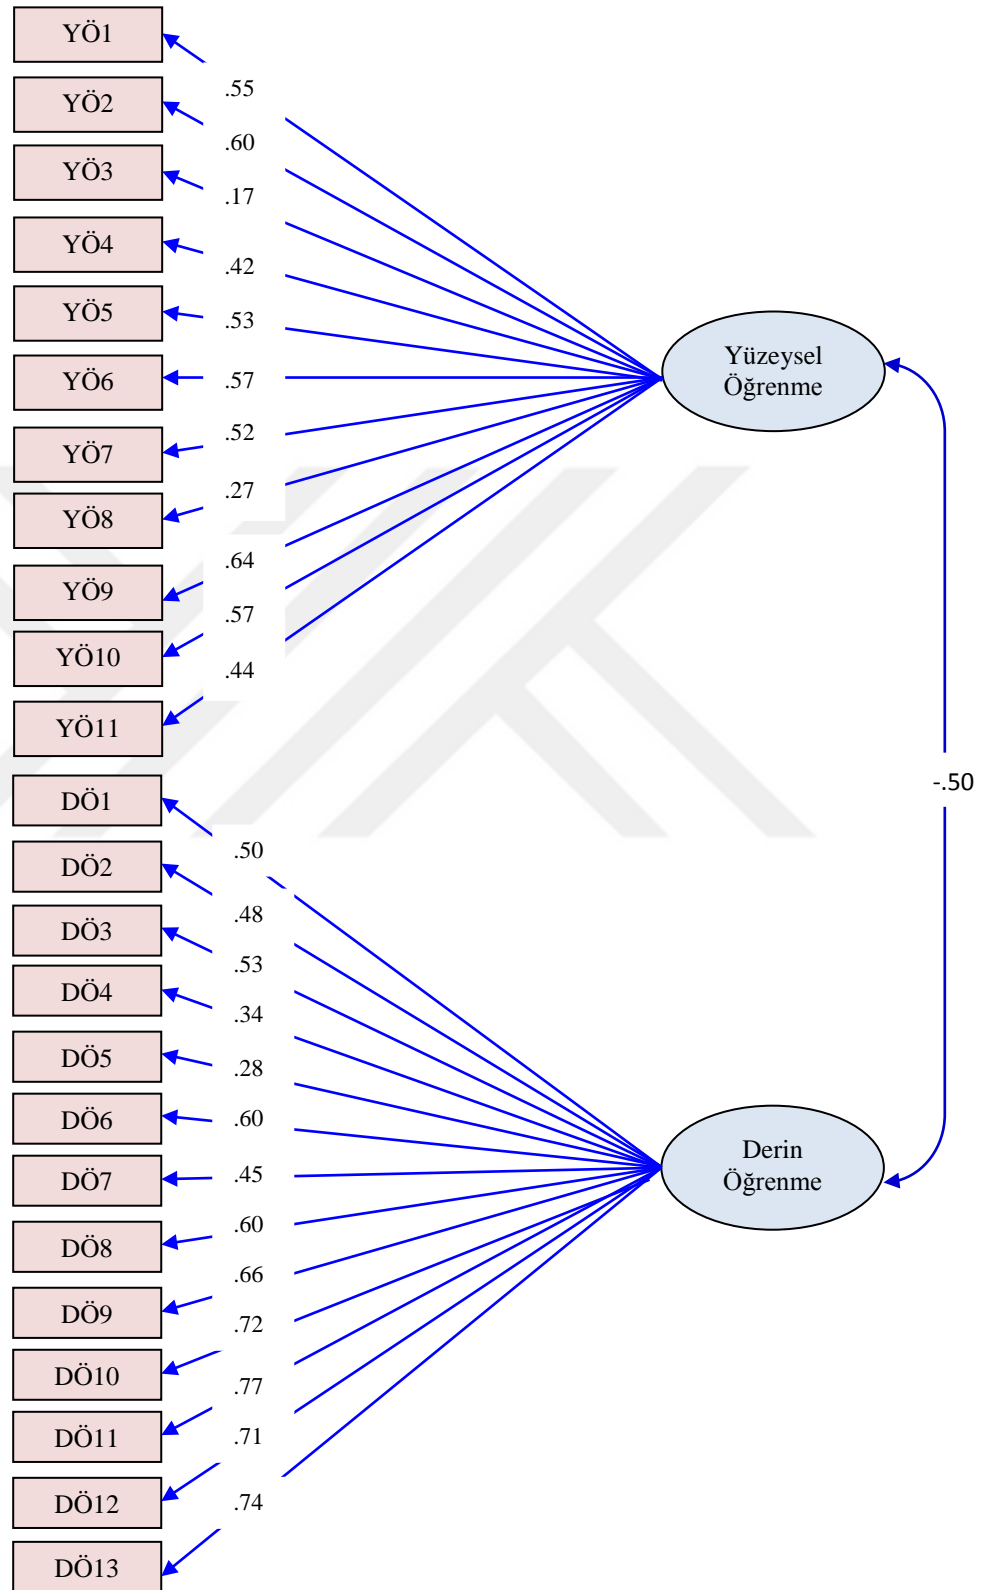 YÖ1
.55
YÖ2
.60
YÖ3
.17
YÖ4
.42
YÖ5
.53
YÖ6
.57
YÖ7
.52
YÖ8
.27
YÖ9
.64
YÖ10
.57
YÖ11
.44
Yüzeysel
Öğrenme
-.50
DÖ1
.50
DÖ2
.48
DÖ3
.53
DÖ4
.34
DÖ5
.28
DÖ6
.60
DÖ7
.45
DÖ8
.60
DÖ9
.66
DÖ10
.72
DÖ11
.77
DÖ12
.71
DÖ13
.74
Derin
Öğrenme